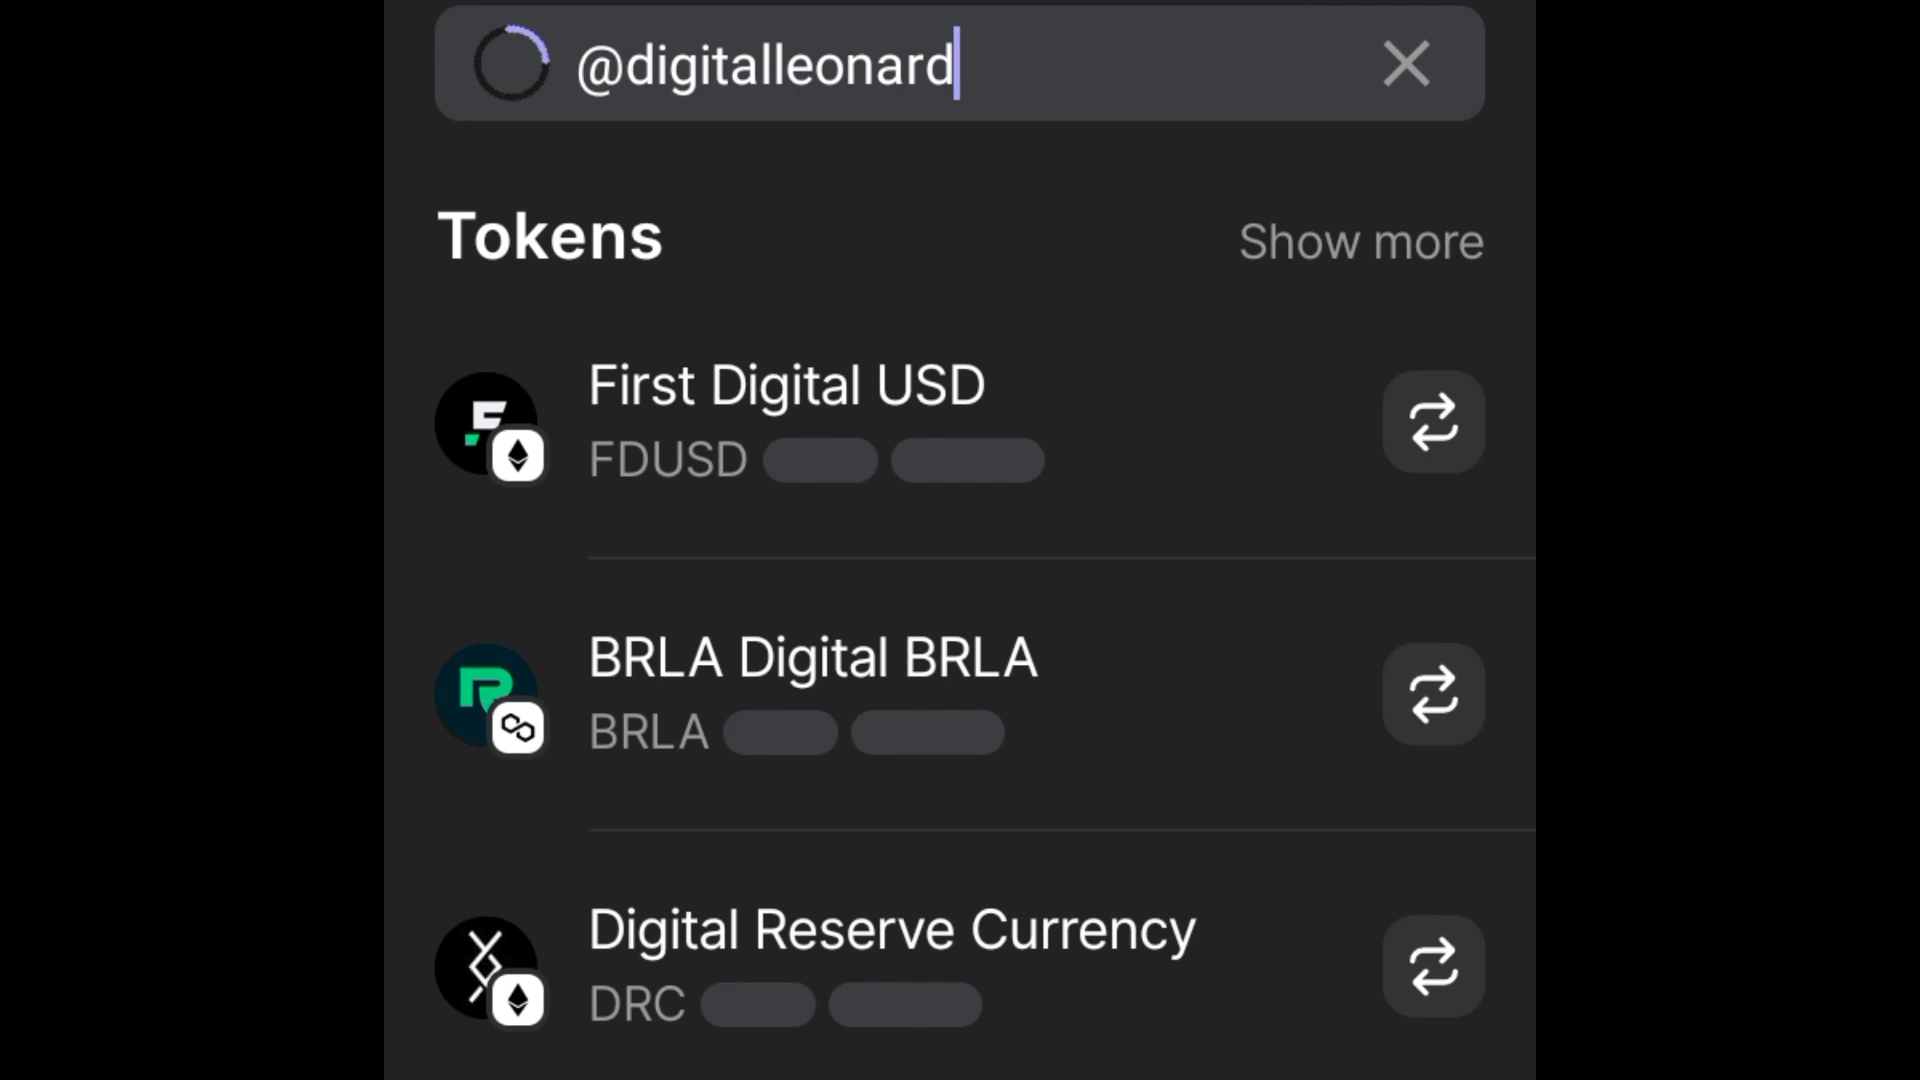 @digitalleonard
Tokens
Show more
First Digital USD
FDUSD
BRLA Digital BRLA
BRLA
Digital Reserve Currency
DRC